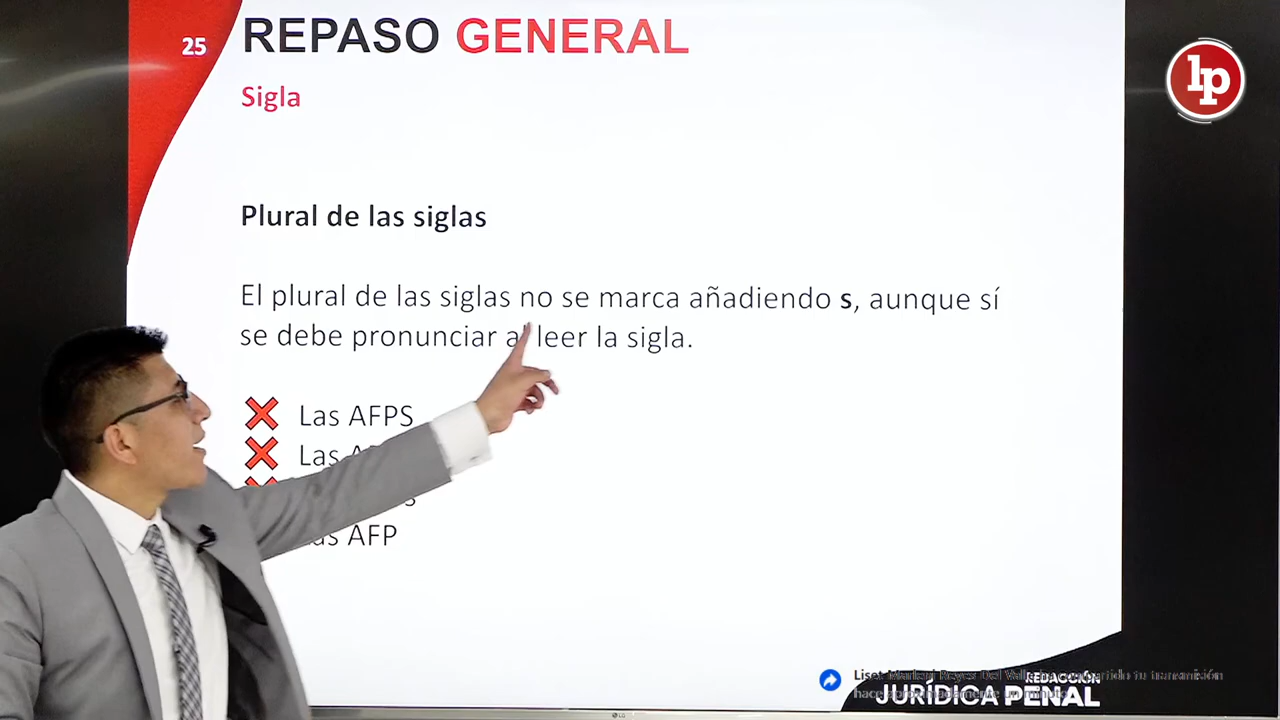 25
REPASO GENERAL
lp
Sigla
Plural de las siglas
El plural de las siglas no se marca añadiendo s, aunque sí
se debe pronunciar al leer la sigla.
Las AFPS
Las
AFP
REDACCIÓN
JURÍDICA PENAL
LG